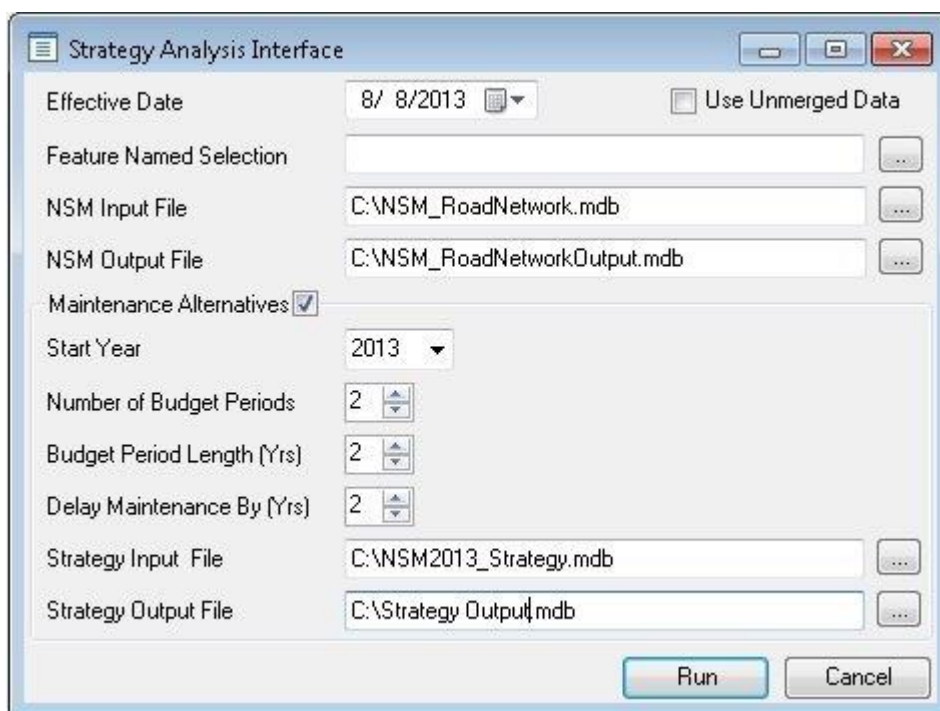 Strategy Analysis Interface
Effective Date 8/ 8/2013 Use Unmerged Data
Feature Named Selection ..
NSM Input File C:\NSM_RoadNetwork.mdb ...
NSM Output File C:\NSM_RoadNetworkOutput.mdb ...
Maintenance Alternatives
Start Year 2013
Number of Budget Periods 2
Budget Period Length (Yrs) 2
Delay Maintenance By (Yrs) 2
Strategy Input File C:\NSM2013_Strategy.mdb ...
Strategy Output File C:\Strategy Output.mdb ...
Run Cancel